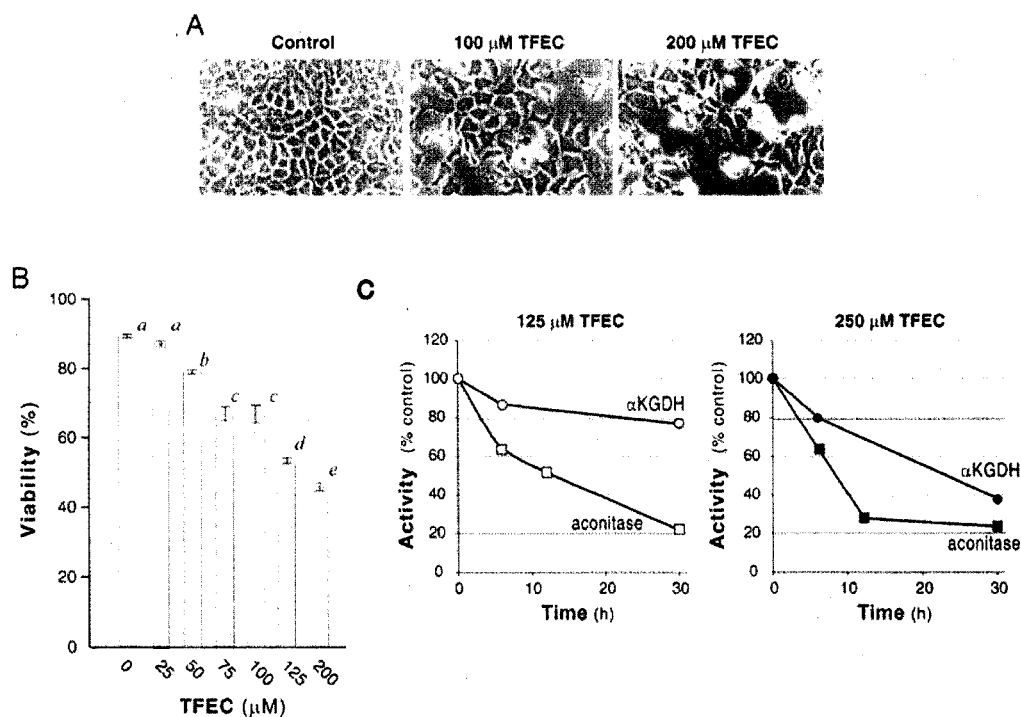 A
Control
100 μM TFEC
200 μM TFEC
B
Viability (%)
100
80
60
40
20
0
a
a
b
c
c
d
e
0
25
50
75
100
125
200
TFEC (μM)
C
125 μM TFEC
Activity (% control)
120
100
80
60
40
20
0
αKGDH
aconitase
0
10
20
30
Time (h)
250 μM TFEC
Activity (% control)
120
100
80
60
40
20
0
αKGDH
aconitase
0
10
20
30
Time (h)